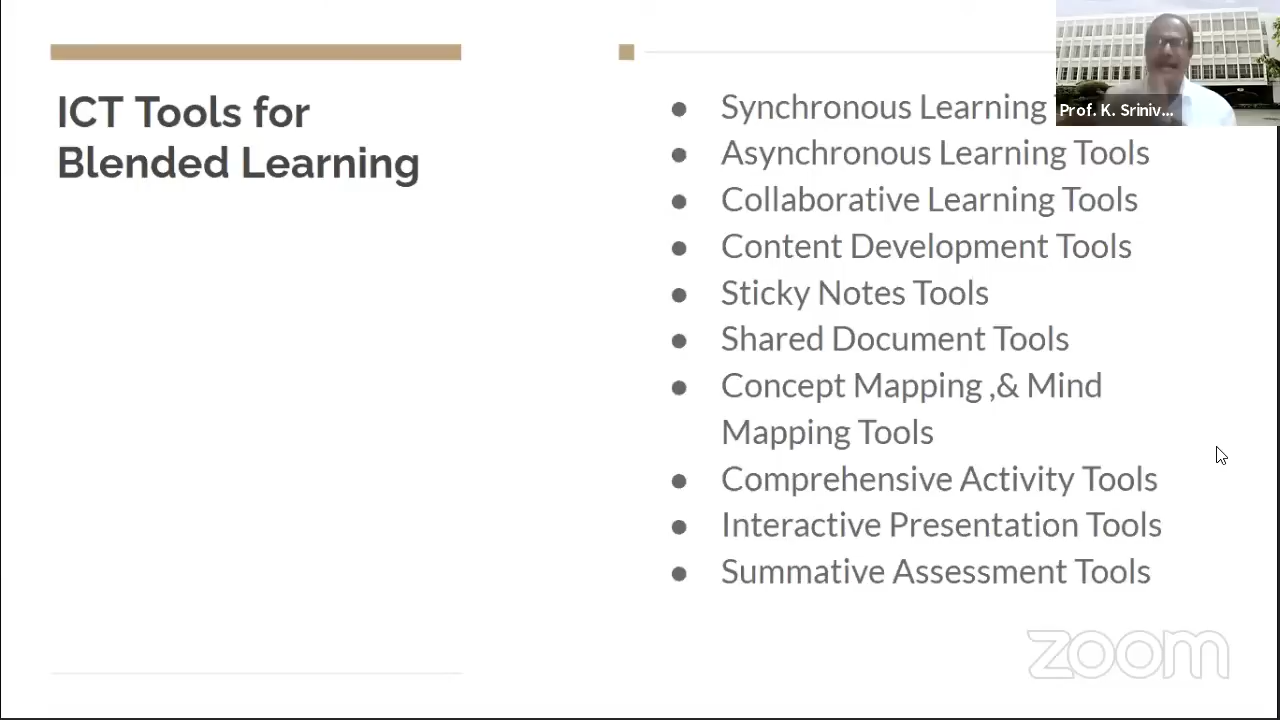 ICT Tools for
Blended Learning
Synchronous Learning
Prof. K. Sriniv...
● Asynchronous Learning Tools
● Collaborative Learning Tools
● Content Development Tools
● Sticky Notes Tools
● Shared Document Tools
● Concept Mapping ,& Mind
Mapping Tools
● Comprehensive Activity Tools
● Interactive Presentation Tools
● Summative Assessment Tools
zoom